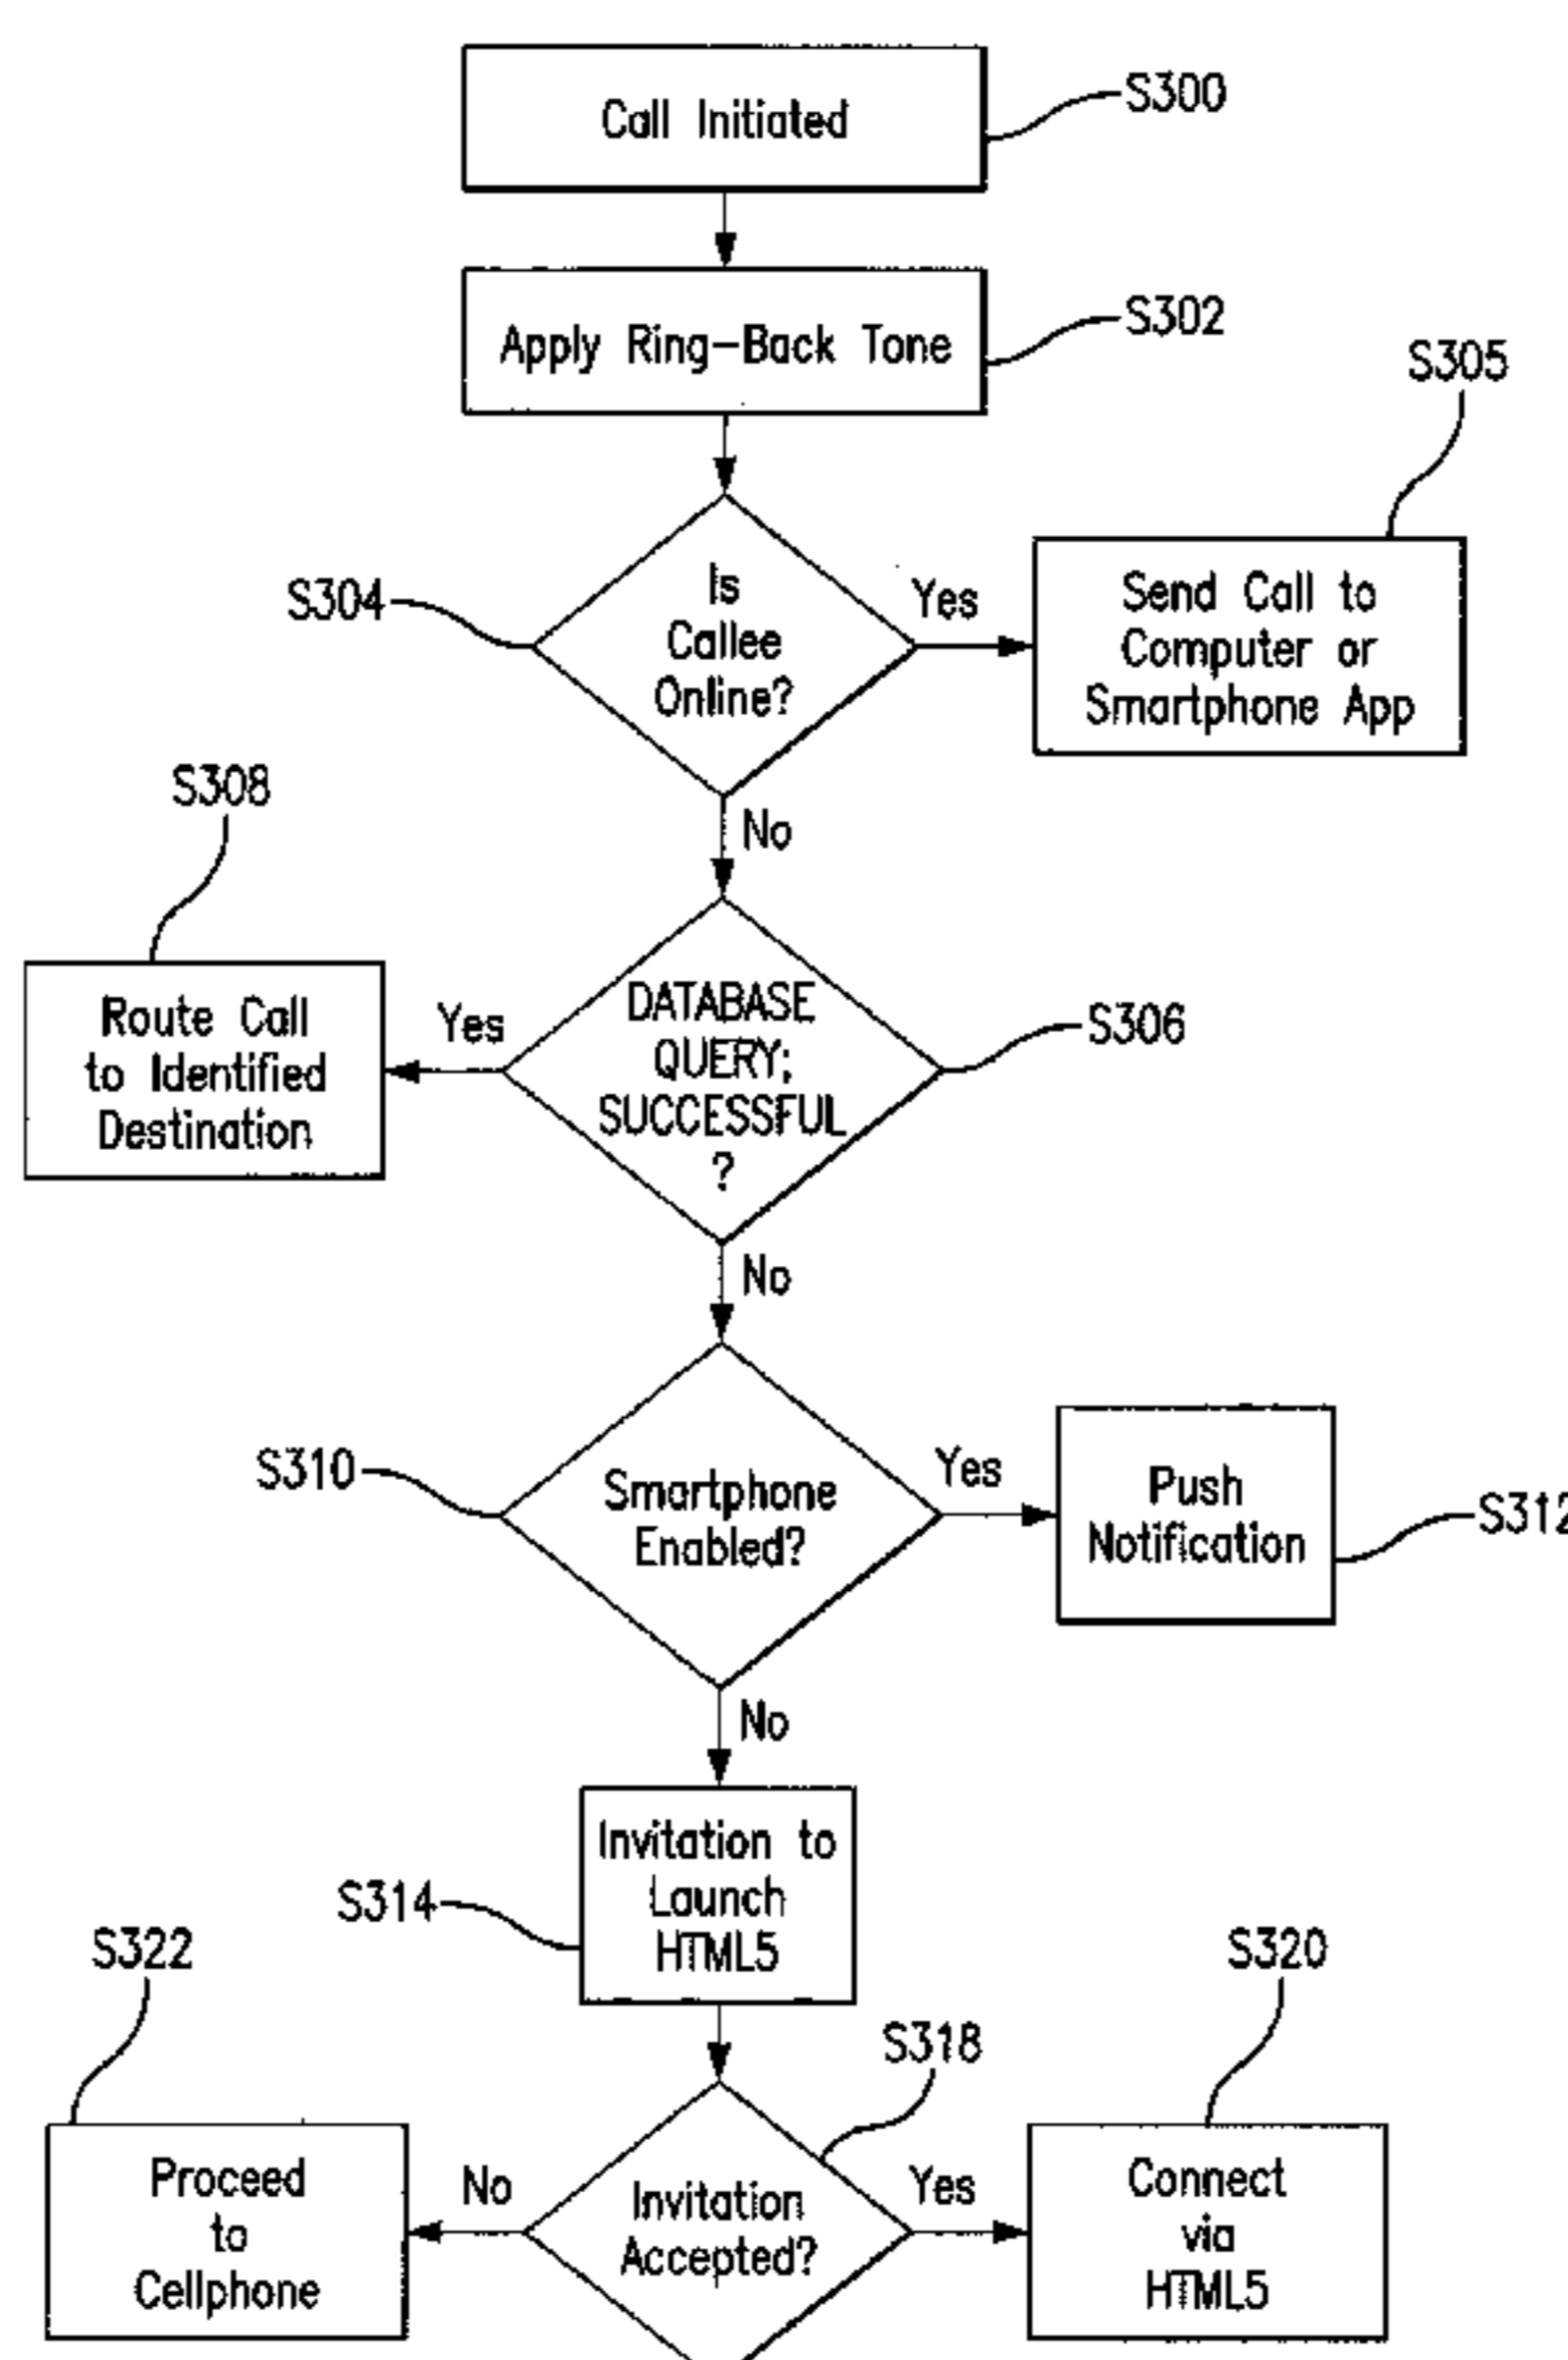 Call Initiated
S300
Apply Ring-Back Tone
S302
S305
Is
Callee
Online?
S304
Yes
Send Call to
Computer or
Smartphone App
No
S308
Route Call
to Identified
Destination
Yes
DATABASE
QUERY;
SUCCESSFUL
?
S306
No
S310
Smartphone
Enabled?
Yes
Push
Notification
S312
No
Invitation to
Launch
HTML5
S314
S322
S318
S320
Proceed
to
Cellphone
No
Invitation
Accepted?
Yes
Connect
via
HTML5